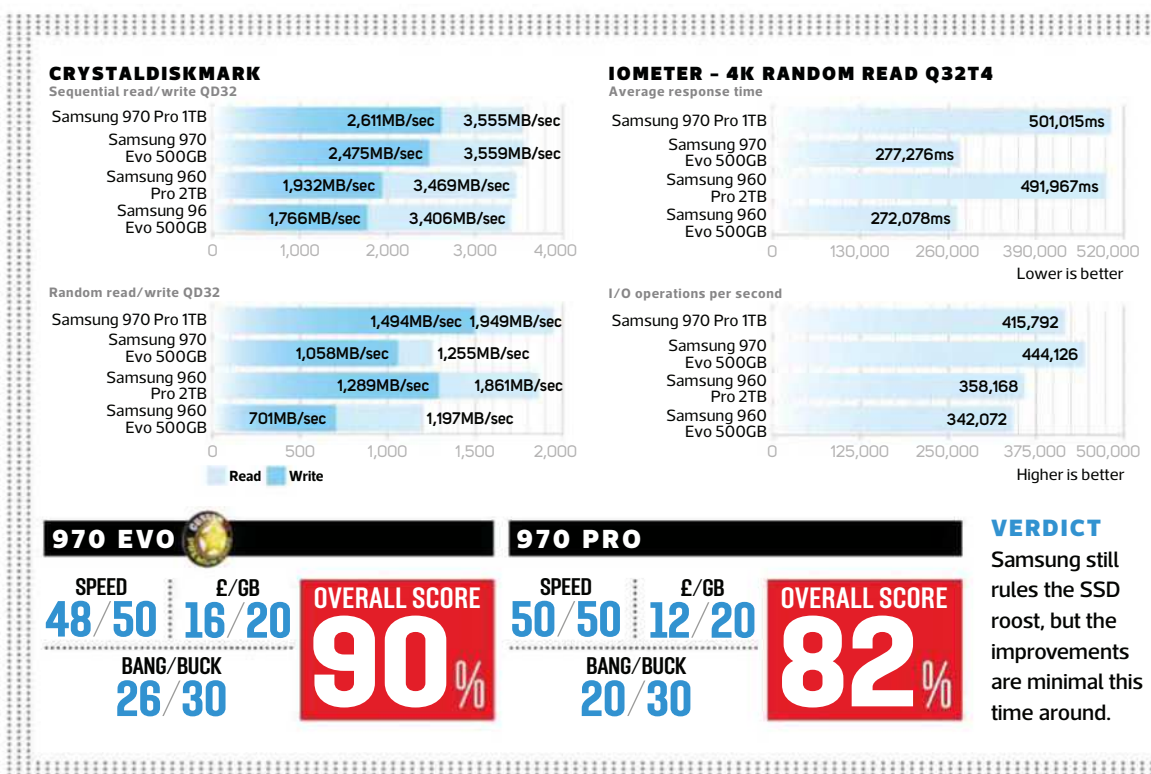 CRYSTALDISKMARK
Sequential read/write QD32
Samsung 970 Pro 1TB
2,611MB/sec 3,555MB/sec
Samsung 970
Evo 500GB
2,475MB/sec 3,559MB/sec
Samsung 960
Pro 2TB
1,932MB/sec 3,469MB/sec
Samsung 96
Evo 500GB
1,766MB/sec 3,406MB/sec
0 1,000 2,000 3,000 4,000
Random read/write QD32
Samsung 970 Pro 1TB
1,494MB/sec 1,949MB/sec
Samsung 970
Evo 500GB
1,058MB/sec 1,255MB/sec
Samsung 960
Pro 2TB
1,289MB/sec 1,861MB/sec
Samsung 960
Evo 500GB
701MB/sec 1,197MB/sec
0 500 1,000 1,500 2,000
Read Write
IOMETER – 4K RANDOM READ Q32T4
Average response time
Samsung 970 Pro 1TB
501,015ms
Samsung 970
Evo 500GB
277,276ms
Samsung 960
Pro 2TB
491,967ms
Samsung 960
Evo 500GB
272,078ms
0 130,000 260,000 390,000 520,000
Lower is better
I/O operations per second
Samsung 970 Pro 1TB
415,792
Samsung 970
Evo 500GB
444,126
Samsung 960
Pro 2TB
358,168
Samsung 960
Evo 500GB
342,072
0 125,000 250,000 375,000 500,000
Higher is better
970 EVO
SPEED
48/50
£/GB
16/20
BANG/BUCK
26/30
OVERALL SCORE
90%
970 PRO
SPEED
50/50
£/GB
12/20
BANG/BUCK
20/30
OVERALL SCORE
82%
VERDICT
Samsung still
rules the SSD
roost, but the
improvements
are minimal this
time around.